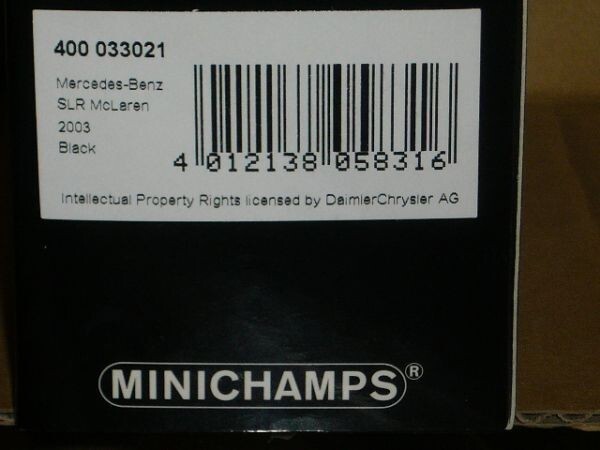 400 033021
Mercedes-Benz
SLR McLaren
2003
Black
4 012138 058316
Intellectual Property Rights licensed by DaimlerChrysler AG
MINICHAMPS®